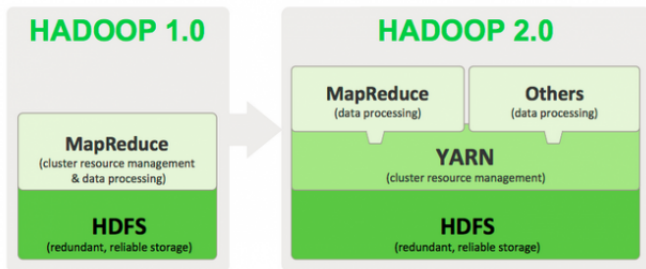 HADOOP 1.0
MapReduce
(cluster resource management
& data processing)
HDFS
(redundant, reliable storage)
HADOOP 2.0
MapReduce
(data processing)
Others
(data processing)
YARN
(cluster resource management)
HDFS
(redundant, reliable storage)